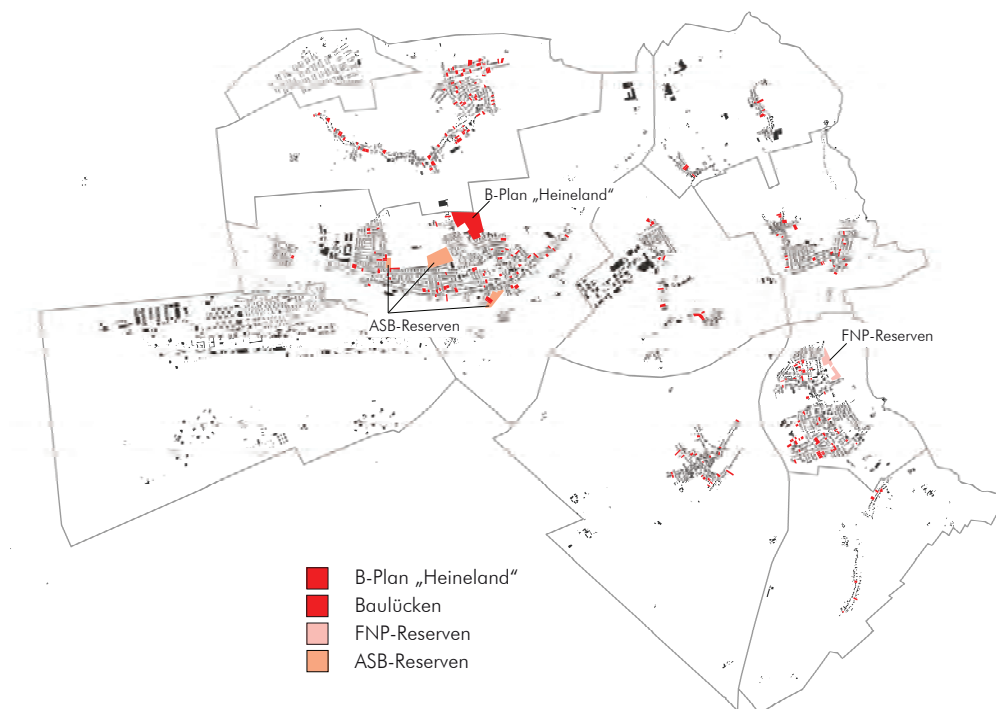 B-Plan „Heineland“
ASB-Reserven
FNP-Reserven
B-Plan „Heineland“
Baulücken
FNP-Reserven
ASB-Reserven